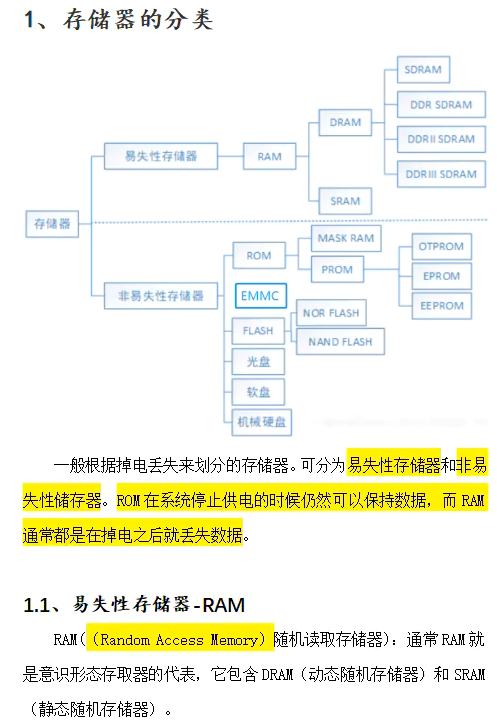 1、存储器的分类
SDRAM
DDR SDRAM
DRAM
DDRII SDRAM
易失性存储器
RAM
DDRIII SDRAM
SRAM
存储器
MASK RAM
OTPROM
ROM
PROM
EPROM
非易失性存储器
EMMC
EEPROM
NOR FLASH
FLASH
NAND FLASH
光盘
软盘
机械硬盘
一般根据掉电丢失来划分的存储器。可分为易失性存储器和非易
失性储存器。ROM在系统停止供电的时候仍然可以保持数据，而RAM
通常都是在掉电之后就丢失数据。
1.1、易失性存储器-RAM
RAM(（Random Access Memory）随机读取存储器)：通常RAM就
是意识形态存取器的代表，它包含DRAM（动态随机存储器）和SRAM
（静态随机存储器）。